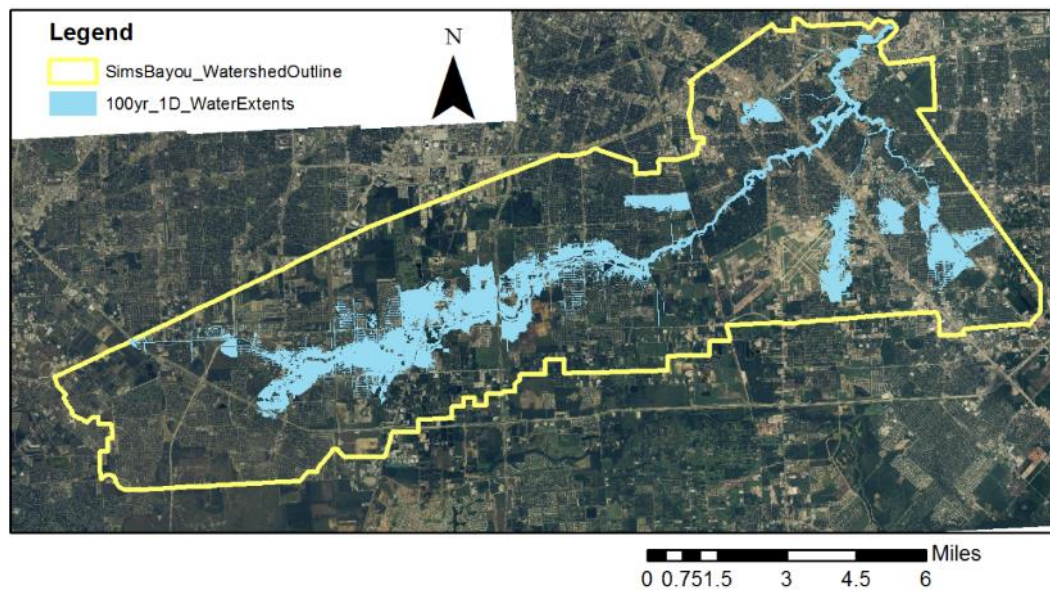 Legend
SimsBayou_WatershedOutline
100yr_1D_WaterExtents
N
Miles
0 0.751.5 3 4.5 6